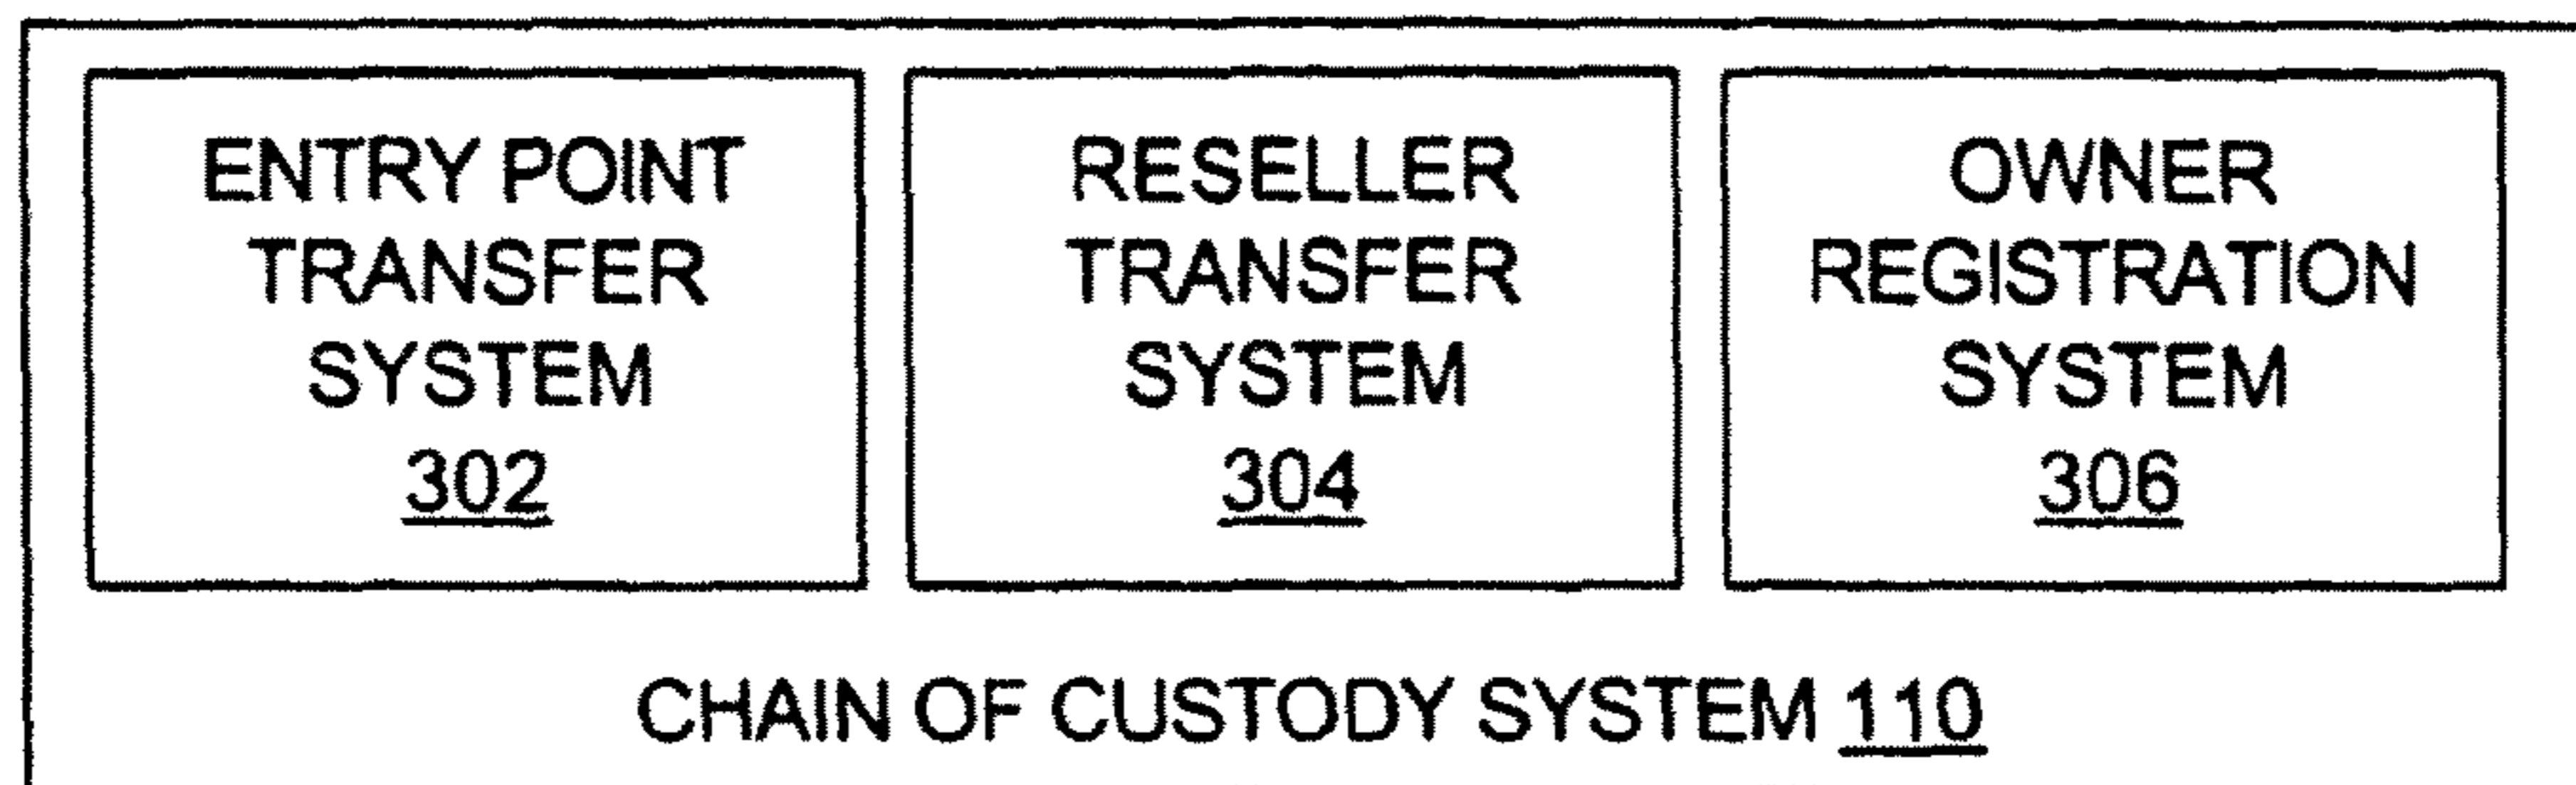 ENTRY POINT
TRANSFER
SYSTEM
302
RESELLER
TRANSFER
SYSTEM
304
OWNER
REGISTRATION
SYSTEM
306
CHAIN OF CUSTODY SYSTEM 110